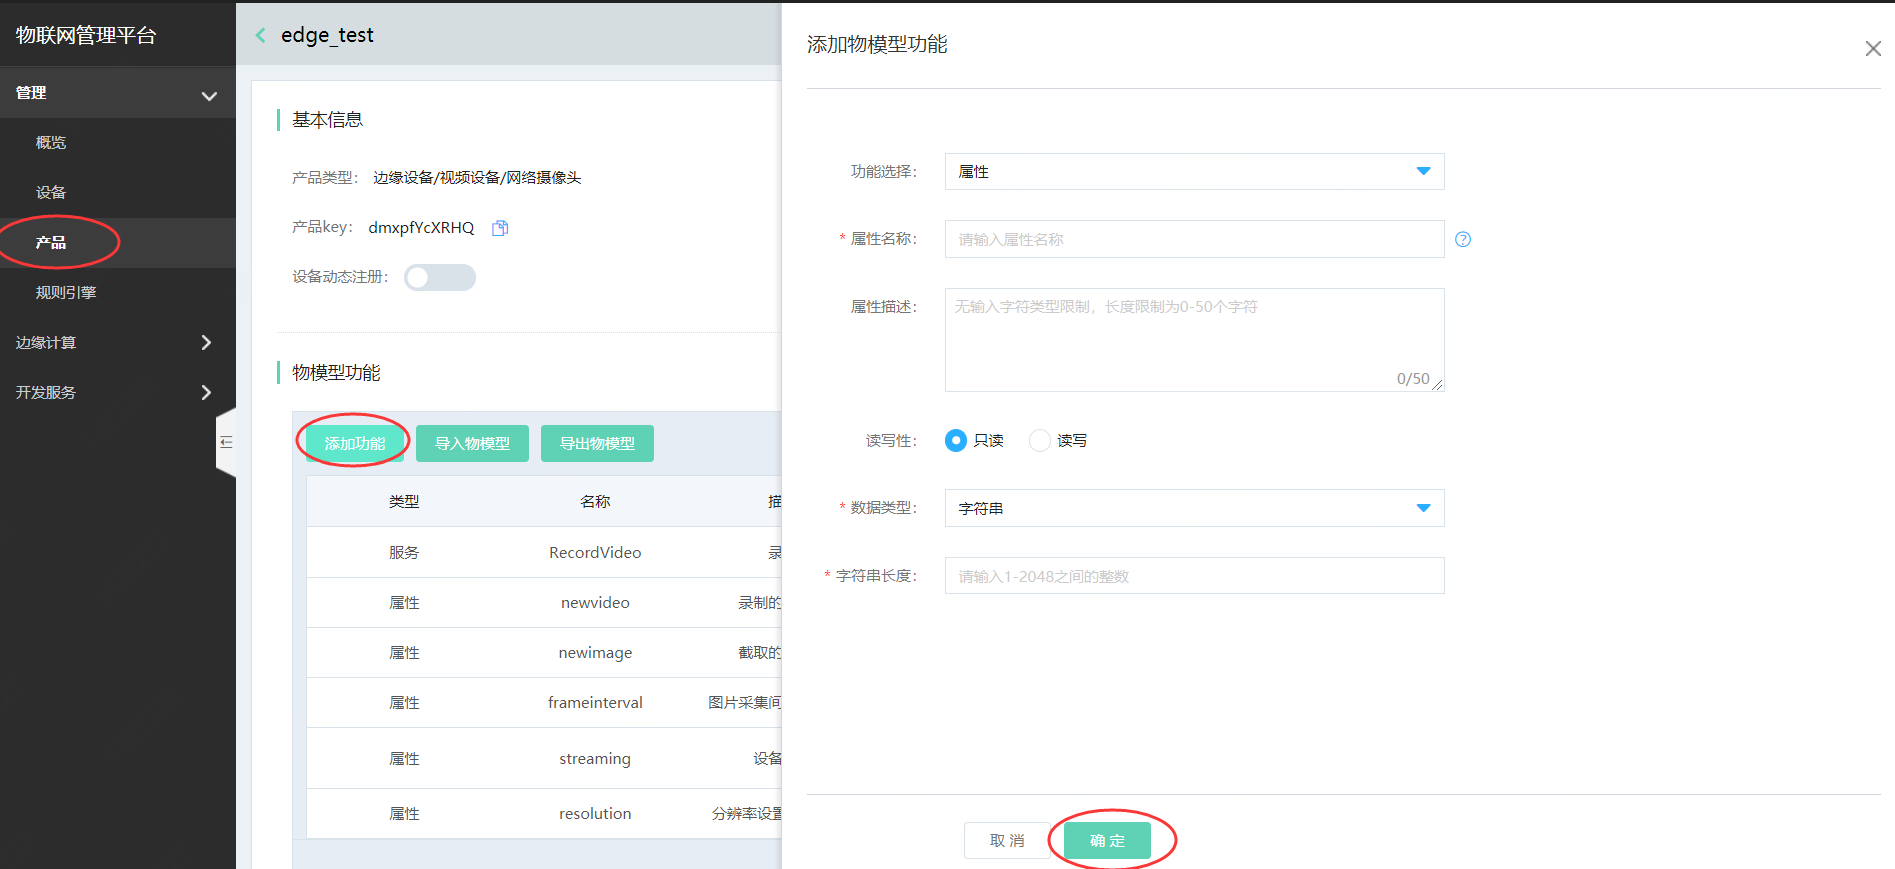 物联网管理平台
管理
概览
设备
产品
规则引擎
边缘计算
开发服务
edge_test
基本信息
产品类型： 边缘设备/视频设备/网络摄像头
产品key： dmxpfYcXRHQ
设备动态注册：
物模型功能
添加功能 导入物模型 导出物模型
类型 名称 描
服务 RecordVideo 录
属性 newvideo 录制的
属性 newimage 截取的
属性 frameinterval 图片采集间
属性 streaming 设备
属性 resolution 分辨率设置
添加物模型功能
功能选择： 属性
* 属性名称： 请输入属性名称
属性描述： 无输入字符类型限制，长度限制为0-50个字符
0/50
读写性： 只读 读写
* 数据类型： 字符串
* 字符串长度： 请输入1-2048之间的整数
取 消 确 定